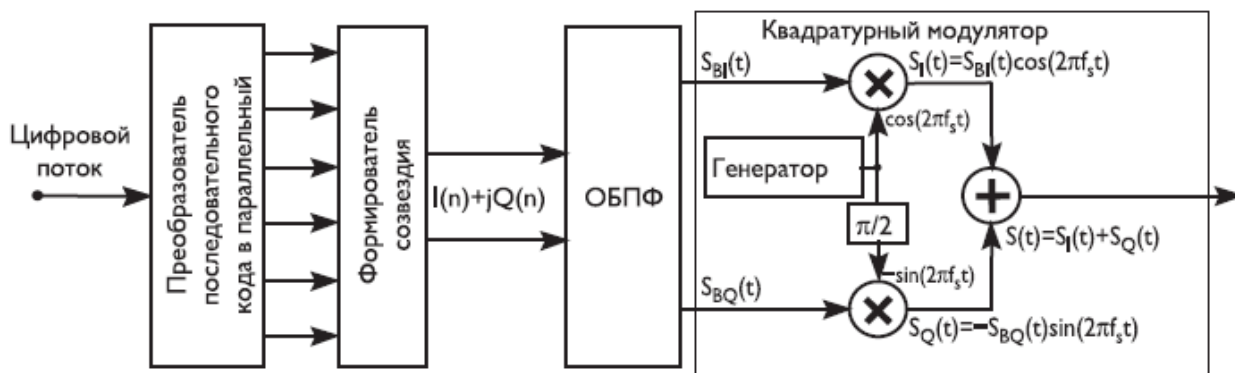 Цифровой
поток
Преобразователь
последовательного
кода в параллельный
Формирователь
созвездия
I(n)+jQ(n)
ОБПФ
Квадратурный модулятор
S_BI(t)
S_I(t)=S_BI(t)cos(2πf_st)
cos(2πf_st)
Генератор
π/2
S(t)=S_I(t)+S_Q(t)
-sin(2πf_st)
S_BQ(t)
S_Q(t)=-S_BQ(t)sin(2πf_st)